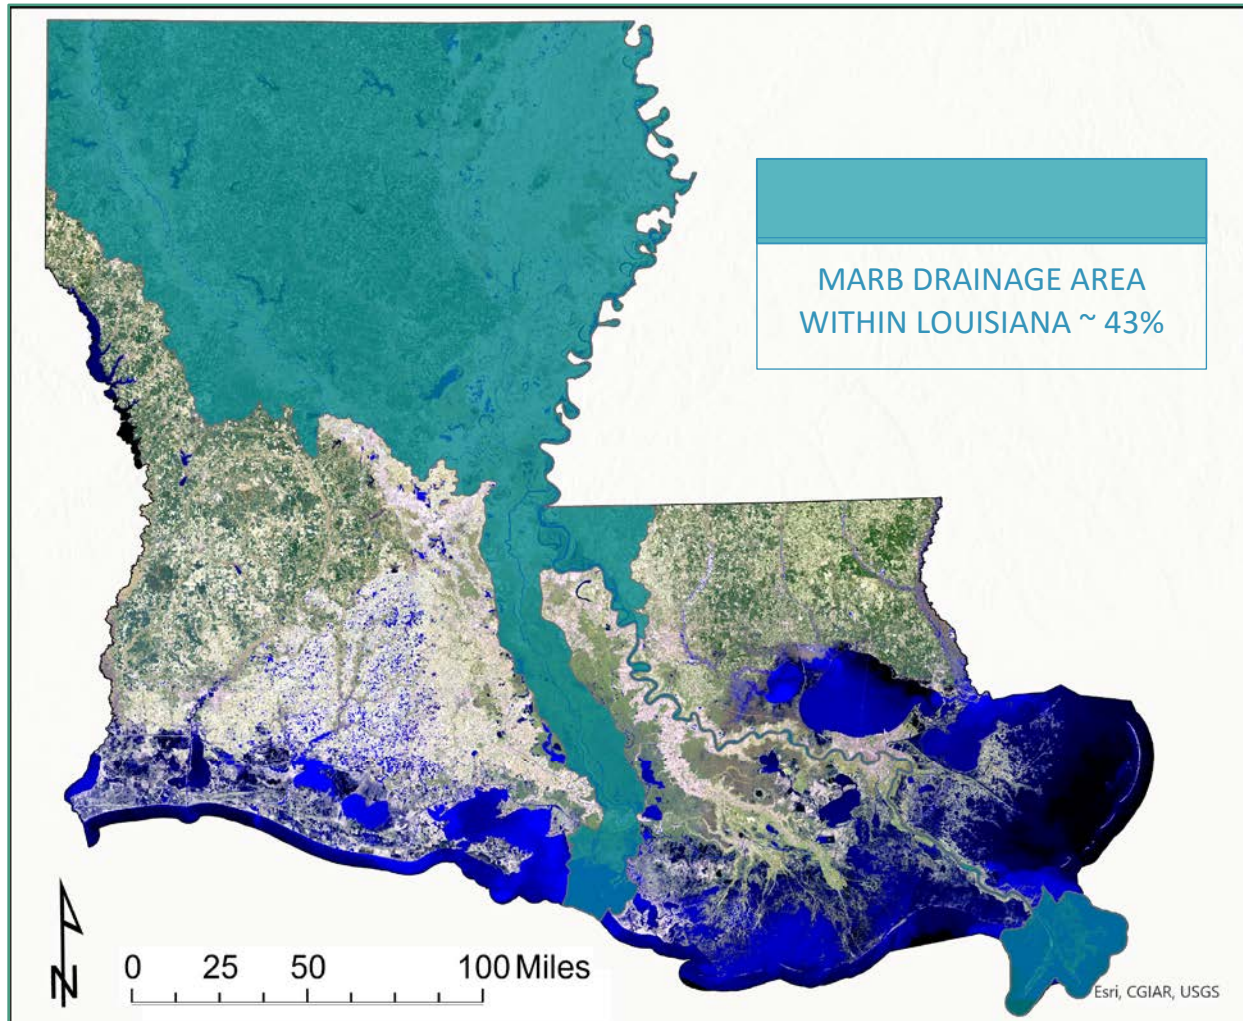 MARB DRAINAGE AREA
WITHIN LOUISIANA ~ 43%
N
0 25 50 100 Miles
Esri, CGIAR, USGS